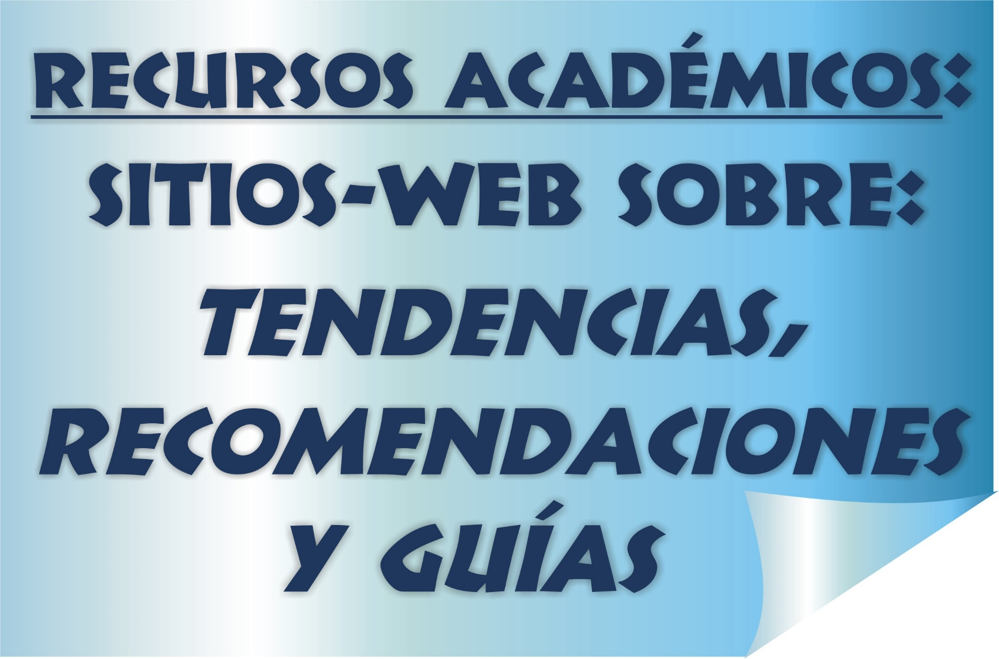 RECURSOS ACADÉMICOS:
SITIOS-WEB SOBRE:
TENDENCIAS,
RECOMENDACIONES
Y GUÍAS